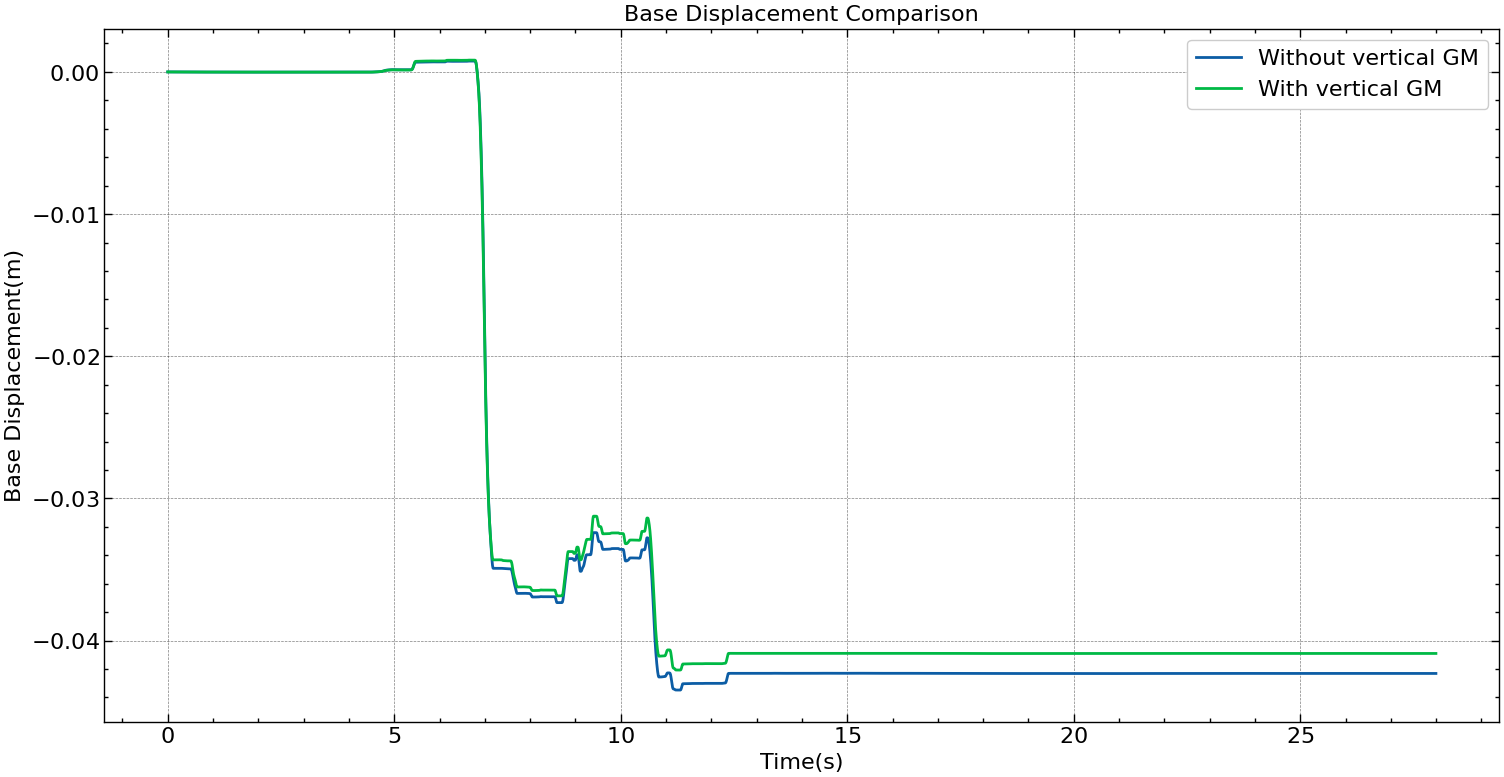 Base Displacement Comparison
Without vertical GM
With vertical GM
Base Displacement(m)
0.00
−0.01
−0.02
−0.03
−0.04
0 5 10 15 20 25
Time(s)